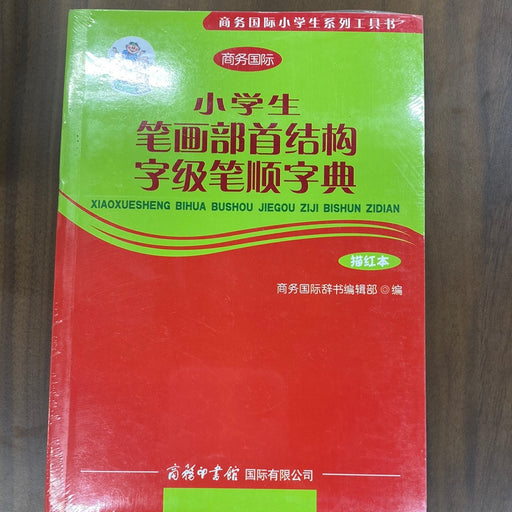 商务国际小学生系列工具书
商务国际
小学生
笔画部首结构
字级笔顺字典
XIAOXUESHENG BIHUA BUSHOU JIEGOU ZIJI BISHUN ZIDIAN
描红本
商务国际辞书编辑部◎编
商務印書館 国际有限公司